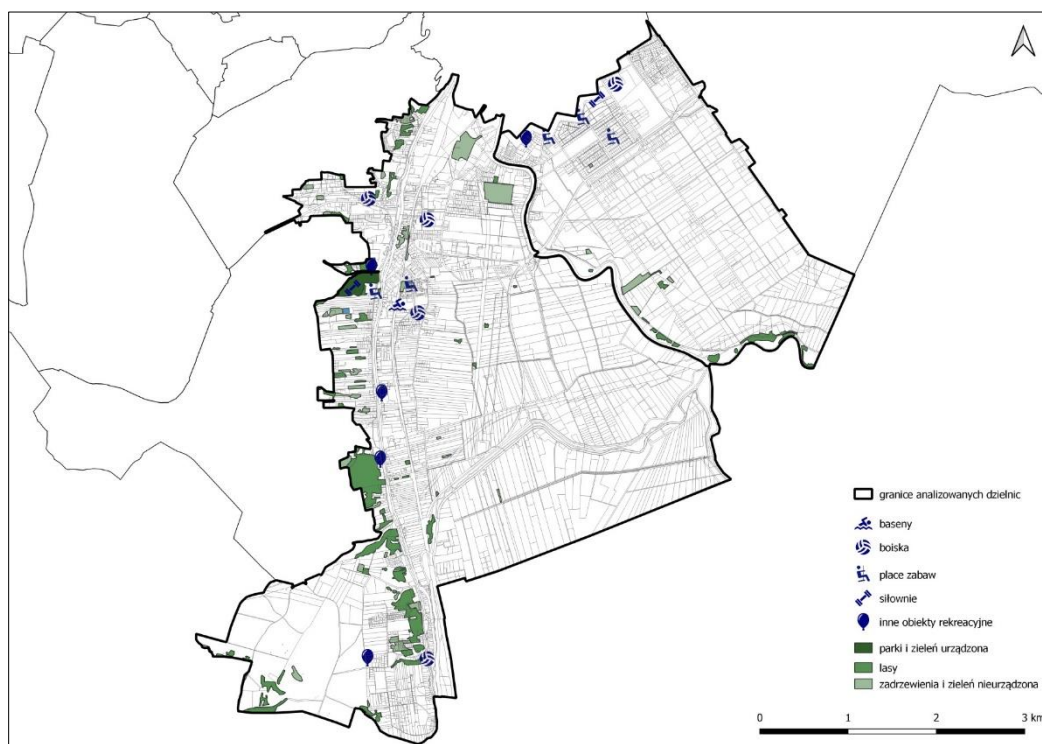 granice analizowanych dzielnic
baseny
boiska
place zabaw
siłownie
inne obiekty rekreacyjne
parki i zieleń urządzona
lasy
zadrzewienia i zieleń nieurządzona
0 1 2 3 km